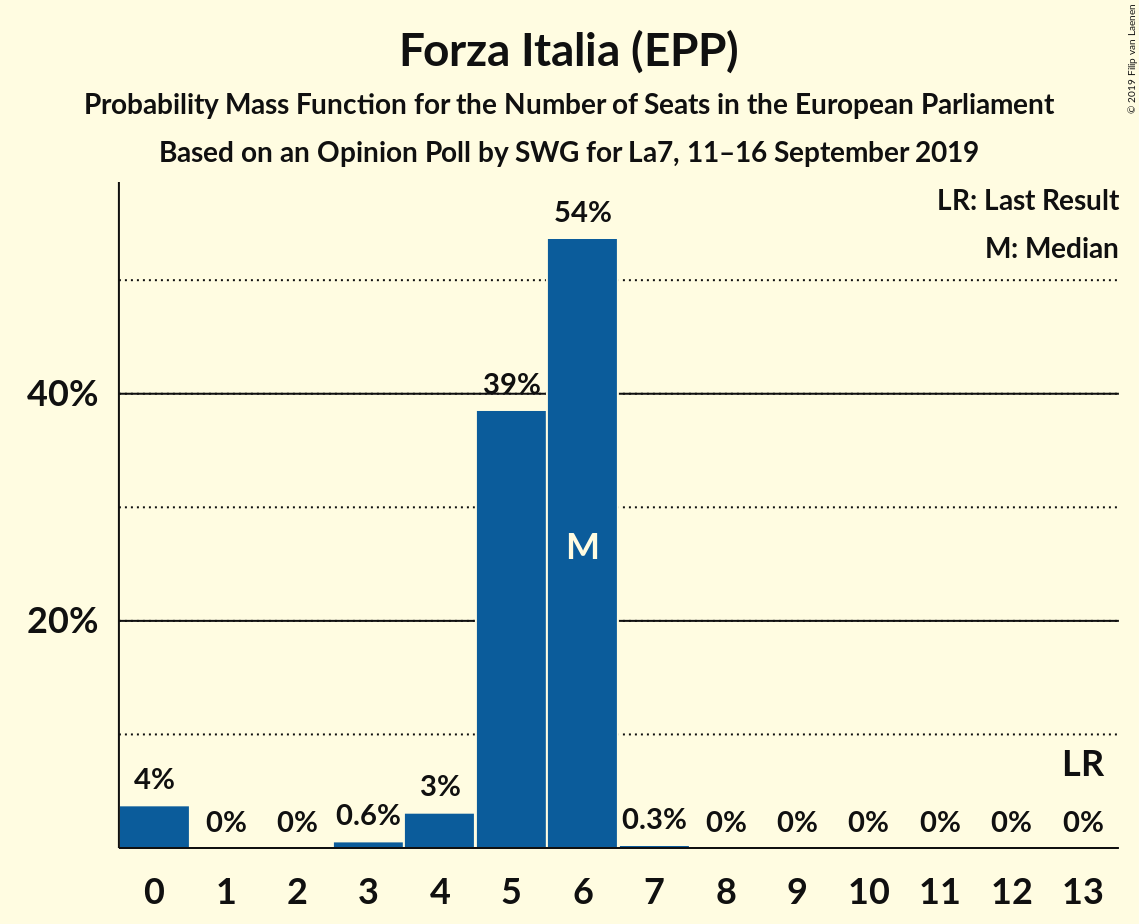 Forza Italia (EPP)
Probability Mass Function for the Number of Seats in the European Parliament
Based on an Opinion Poll by SWG for La7, 11–16 September 2019
© 2019 Filip van Laenen
LR: Last Result
M: Median
54%
39%
40%
M
20%
LR
4%
3%
0% 0% 0.6% 0.3% 0% 0% 0% 0% 0% 0%
0 1 2 3 4 5 6 7 8 9 10 11 12 13